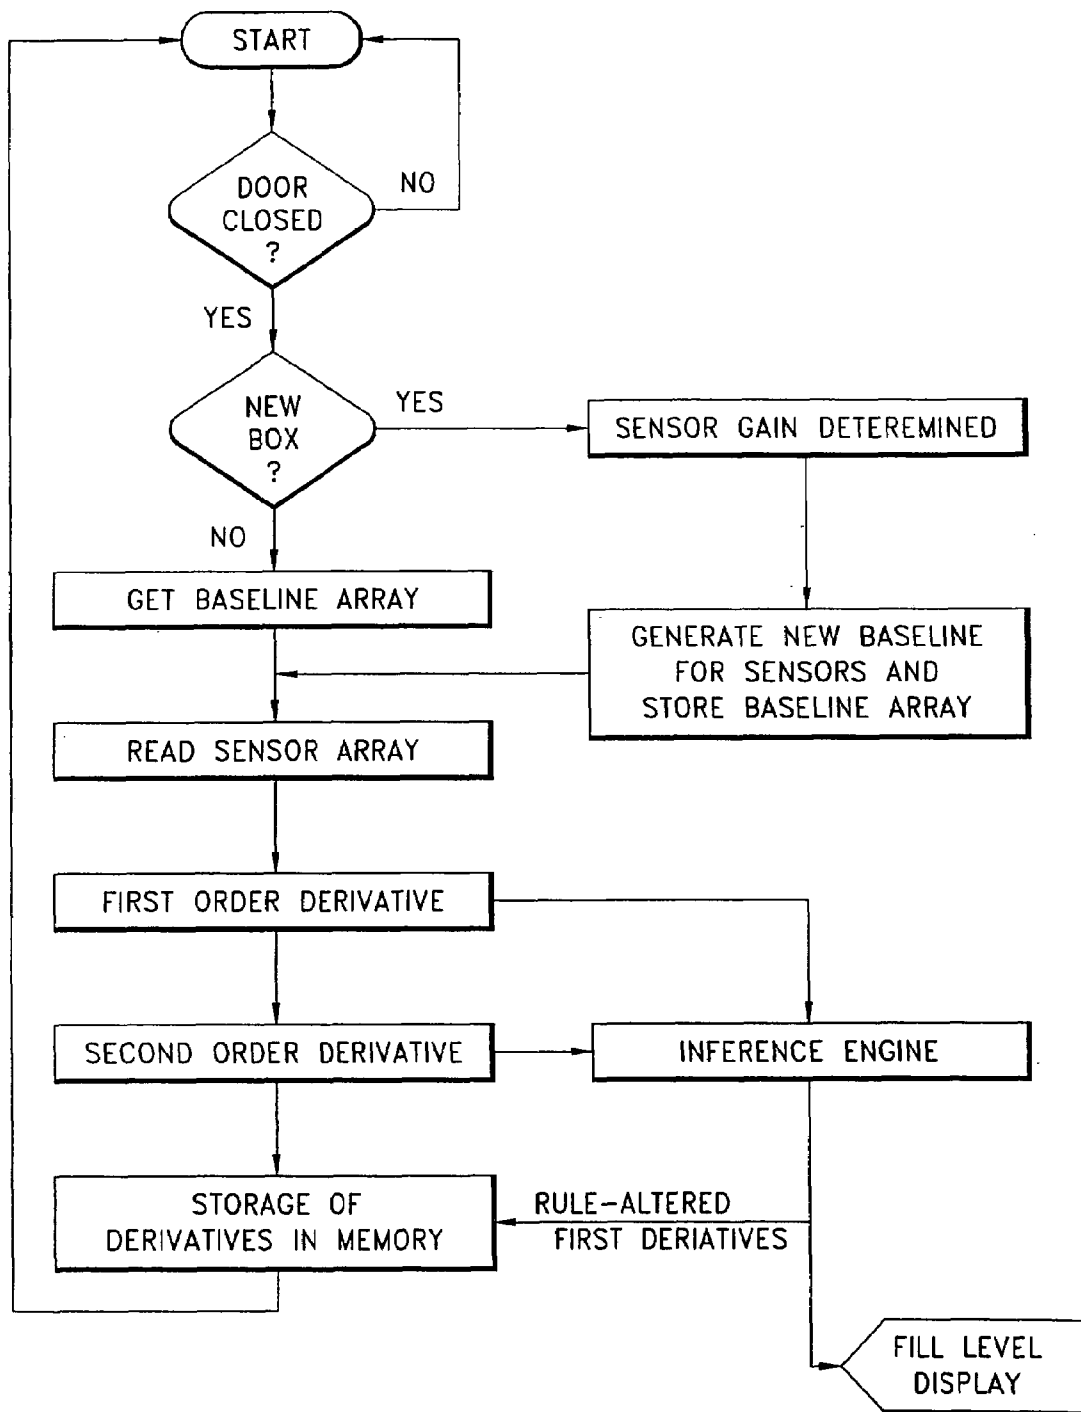 START
DOOR
CLOSED
?
NO
YES
NEW
BOX
?
YES
SENSOR GAIN DETEREMINED
NO
GET BASELINE ARRAY
GENERATE NEW BASELINE
FOR SENSORS AND
STORE BASELINE ARRAY
READ SENSOR ARRAY
FIRST ORDER DERIVATIVE
SECOND ORDER DERIVATIVE
INFERENCE ENGINE
STORAGE OF
DERIVATIVES IN MEMORY
RULE-ALTERED
FIRST DERIATIVES
FILL LEVEL
DISPLAY